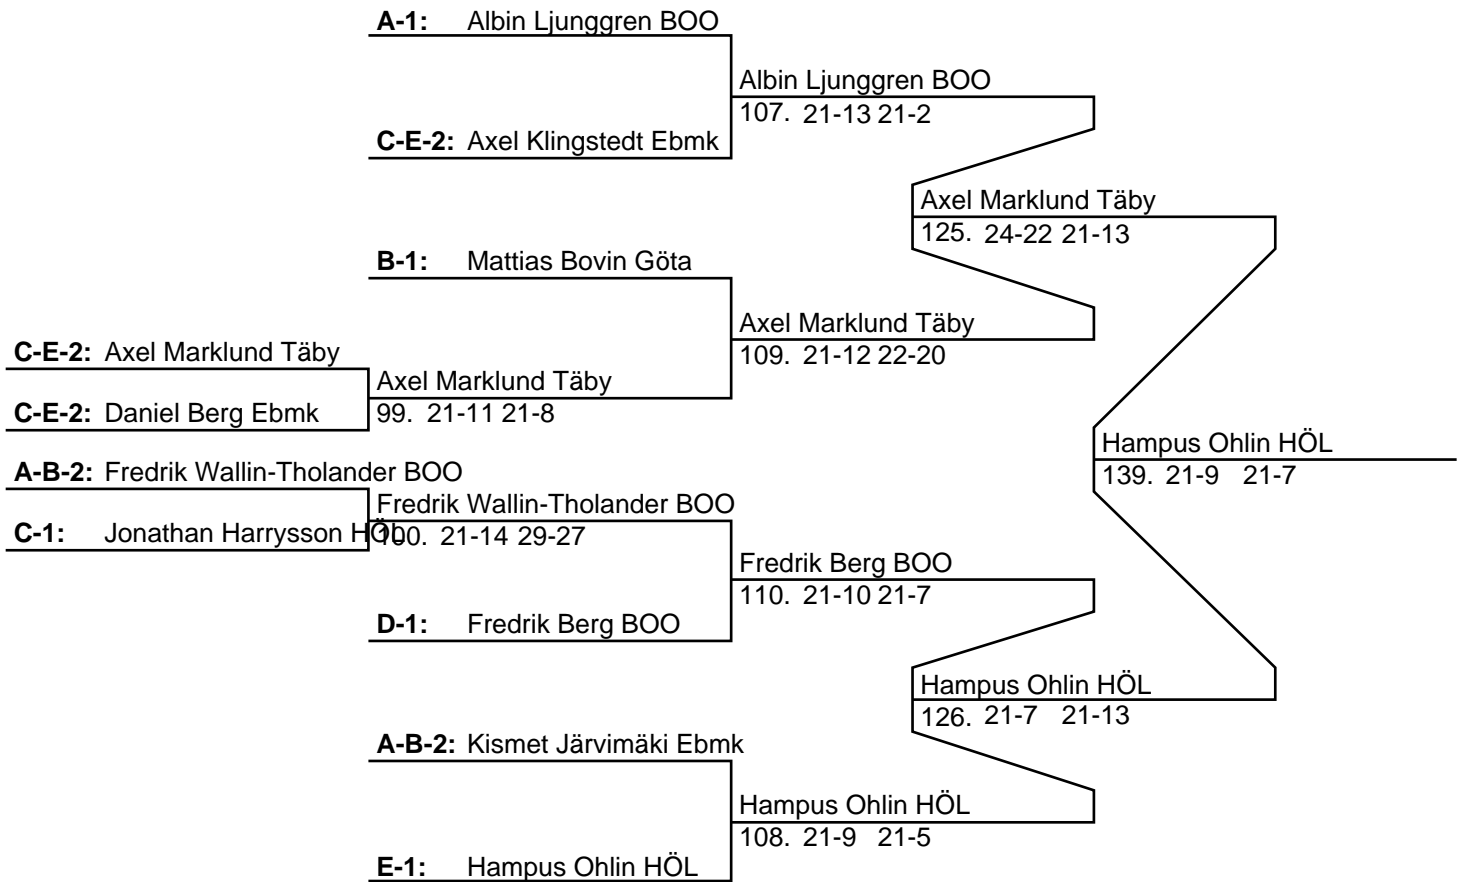 A-1: Albin Ljunggren BOO
Albin Ljunggren BOO
107. 21-13 21-2
C-E-2: Axel Klingstedt Ebmk
Axel Marklund Täby
125. 24-22 21-13
B-1: Mattias Bovin Göta
Axel Marklund Täby
109. 21-12 22-20
C-E-2: Axel Marklund Täby
Axel Marklund Täby
99. 21-11 21-8
C-E-2: Daniel Berg Ebmk
Hampus Ohlin HÖL
139. 21-9 21-7
A-B-2: Fredrik Wallin-Tholander BOO
Fredrik Wallin-Tholander BOO
100. 21-14 29-27
C-1: Jonathan Harrysson HÖL
Fredrik Berg BOO
110. 21-10 21-7
D-1: Fredrik Berg BOO
Hampus Ohlin HÖL
126. 21-7 21-13
A-B-2: Kismet Järvimäki Ebmk
Hampus Ohlin HÖL
108. 21-9 21-5
E-1: Hampus Ohlin HÖL